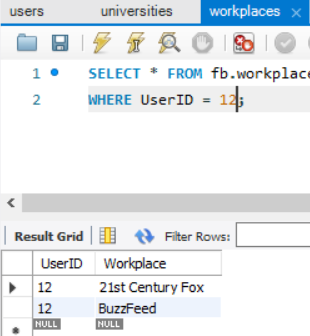 users universities workplaces
1 SELECT * FROM fb.workplace
2 WHERE UserID = 12;
Result Grid Filter Rows:
UserID Workplace
12 21st Century Fox
12 BuzzFeed
NULL NULL